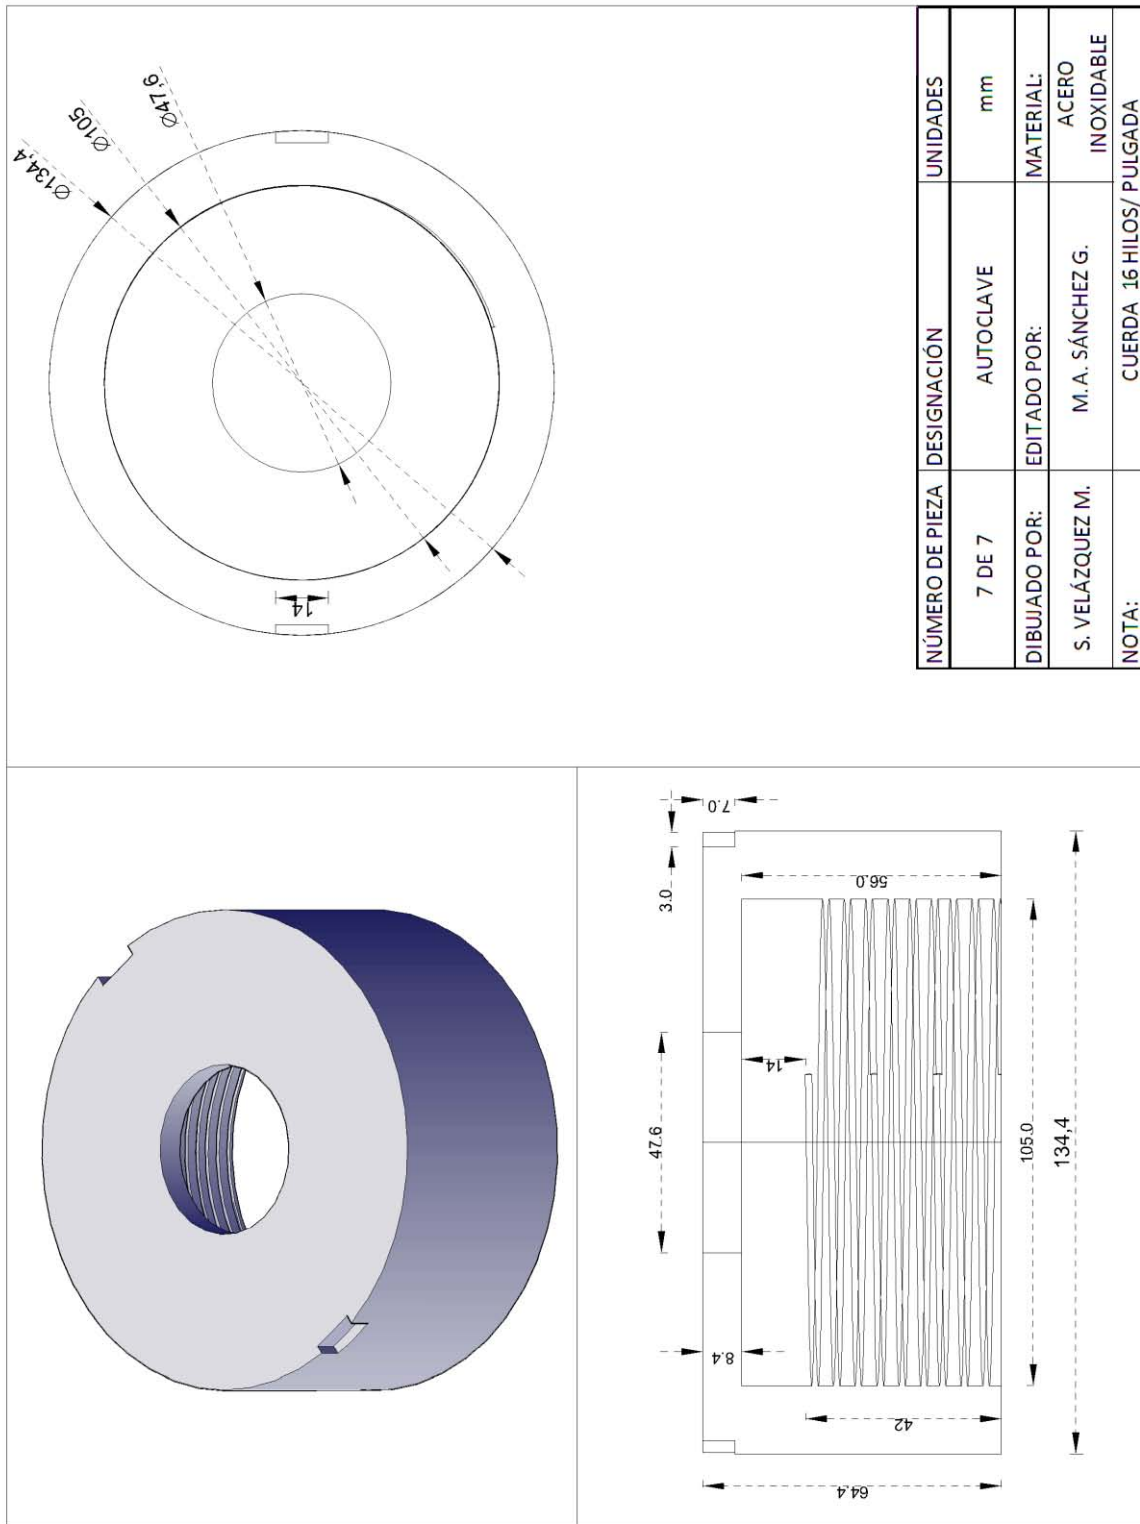 Ø134,4
Ø105
Ø47,6
14
NÚMERO DE PIEZA DESIGNACIÓN UNIDADES
7 DE 7 AUTOCLAVE mm
DIBUJADO POR: EDITADO POR: MATERIAL:
S. VELÁZQUEZ M. M.A. SÁNCHEZ G. ACERO
INOXIDABLE
NOTA: CUERDA 16 HILOS/ PULGADA
7.0
3.0
56.0
14
47.6
105.0
134,4
8.4
42
64.4